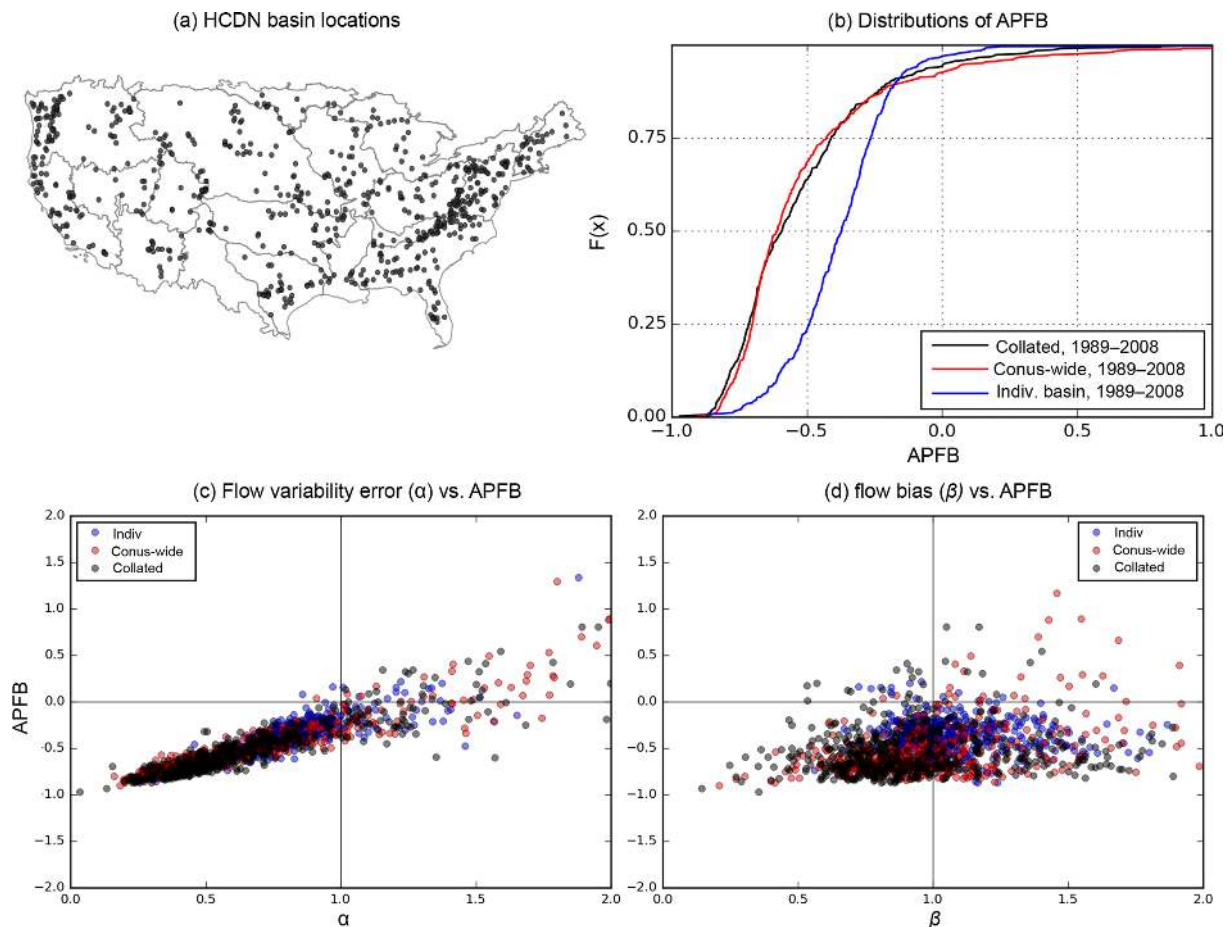 (a) HCDN basin locations
(b) Distributions of APFB
F(x)
0.75
0.50
0.25
0.00
−1.0
−0.5
0.0
0.5
1.0
APFB
Collated, 1989–2008
Conus-wide, 1989–2008
Indiv. basin, 1989–2008
(c) Flow variability error (α) vs. APFB
APFB
2.0
1.5
1.0
0.5
0.0
−0.5
−1.0
−1.5
−2.0
0.0
0.5
1.0
1.5
2.0
α
Indiv
Conus-wide
Collated
(d) flow bias (β) vs. APFB
2.0
1.5
1.0
0.5
0.0
−0.5
−1.0
−1.5
−2.0
0.0
0.5
1.0
1.5
2.0
β
Indiv
Conus-wide
Collated